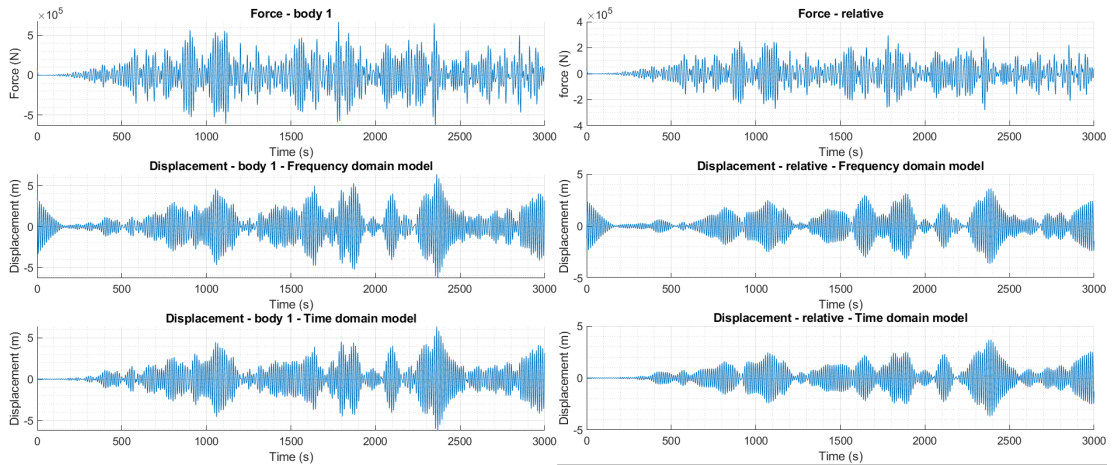 Force - body 1
×10^5
Force (N)
5
0
-5
0 500 1000 1500 2000 2500 3000
Time (s)
Force - relative
×10^5
force (N)
4
2
0
-2
-4
0 500 1000 1500 2000 2500 3000
Time (s)
Displacement - body 1 - Frequency domain model
Displacement (m)
5
0
-5
0 500 1000 1500 2000 2500 3000
Time (s)
Displacement - relative - Frequency domain model
Displacement (m)
5
0
-5
0 500 1000 1500 2000 2500 3000
Time (s)
Displacement - body 1 - Time domain model
Displacement (m)
5
0
-5
0 500 1000 1500 2000 2500 3000
Time (s)
Displacement - relative - Time domain model
Displacement (m)
5
0
-5
0 500 1000 1500 2000 2500 3000
Time (s)